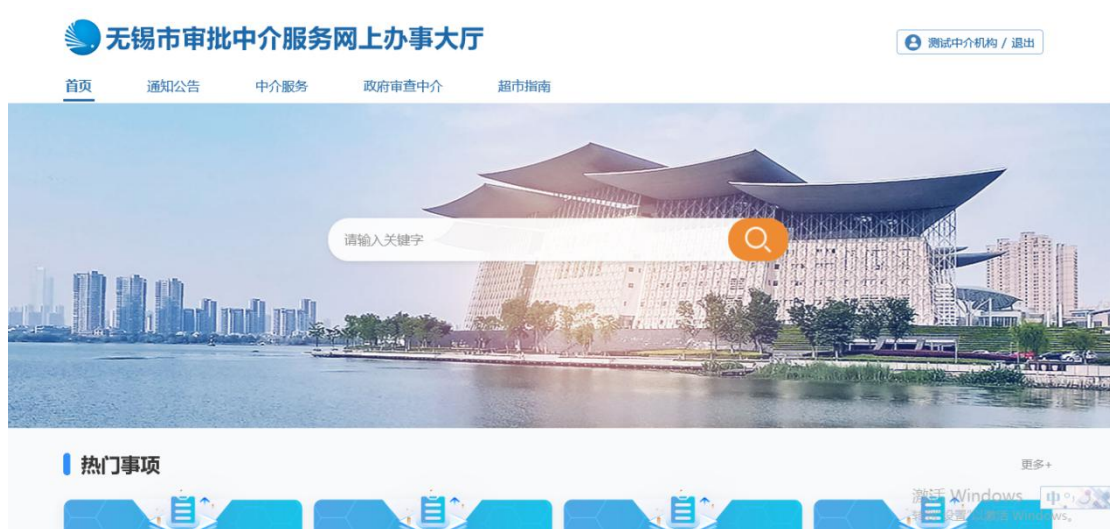 无锡市审批中介服务网上办事大厅
测试中介机构 / 退出
首页 通知公告 中介服务 政府审查中介 超市指南
请输入关键字
热门事项
更多+
激活 Windows
中